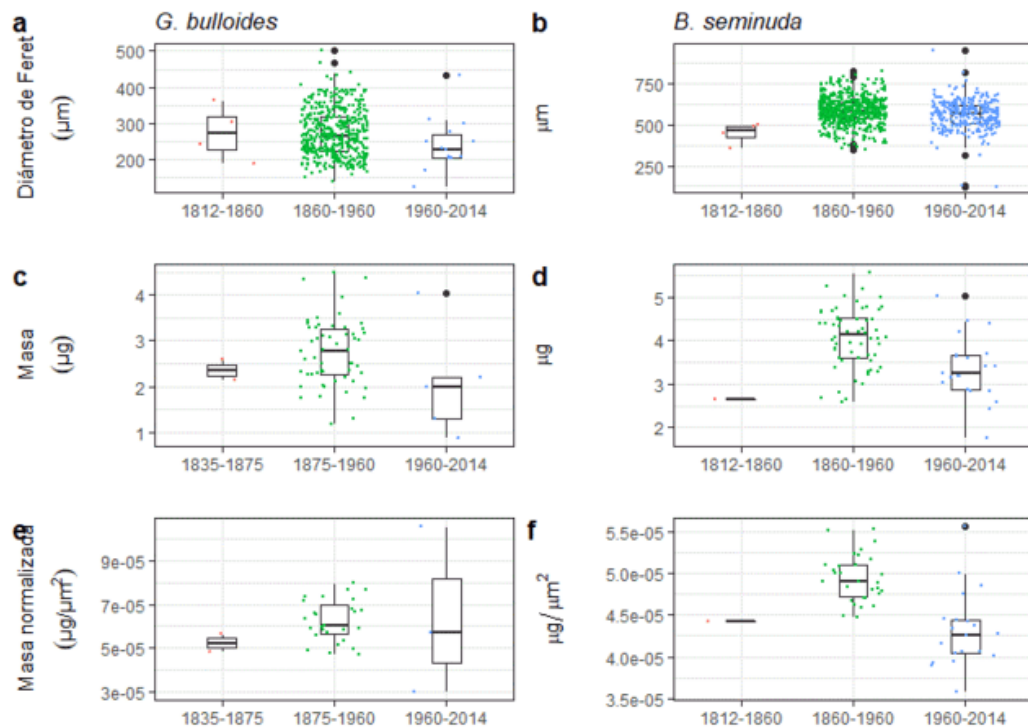 a
G. bulloides
b
B. seminuda
Diámetro de Feret
(μm)
500
400
300
200
1812-1860
1860-1960
1960-2014
μm
750
500
250
1812-1860
1860-1960
1960-2014
c
d
Masa
(μg)
4
3
2
1
1835-1875
1875-1960
1960-2014
μg
5
4
3
2
1812-1860
1860-1960
1960-2014
e
f
Masa normalizada
(μg/μm²)
9e-05
7e-05
5e-05
3e-05
1835-1875
1875-1960
1960-2014
μg/ μm²
5.5e-05
5.0e-05
4.5e-05
4.0e-05
3.5e-05
1812-1860
1860-1960
1960-2014